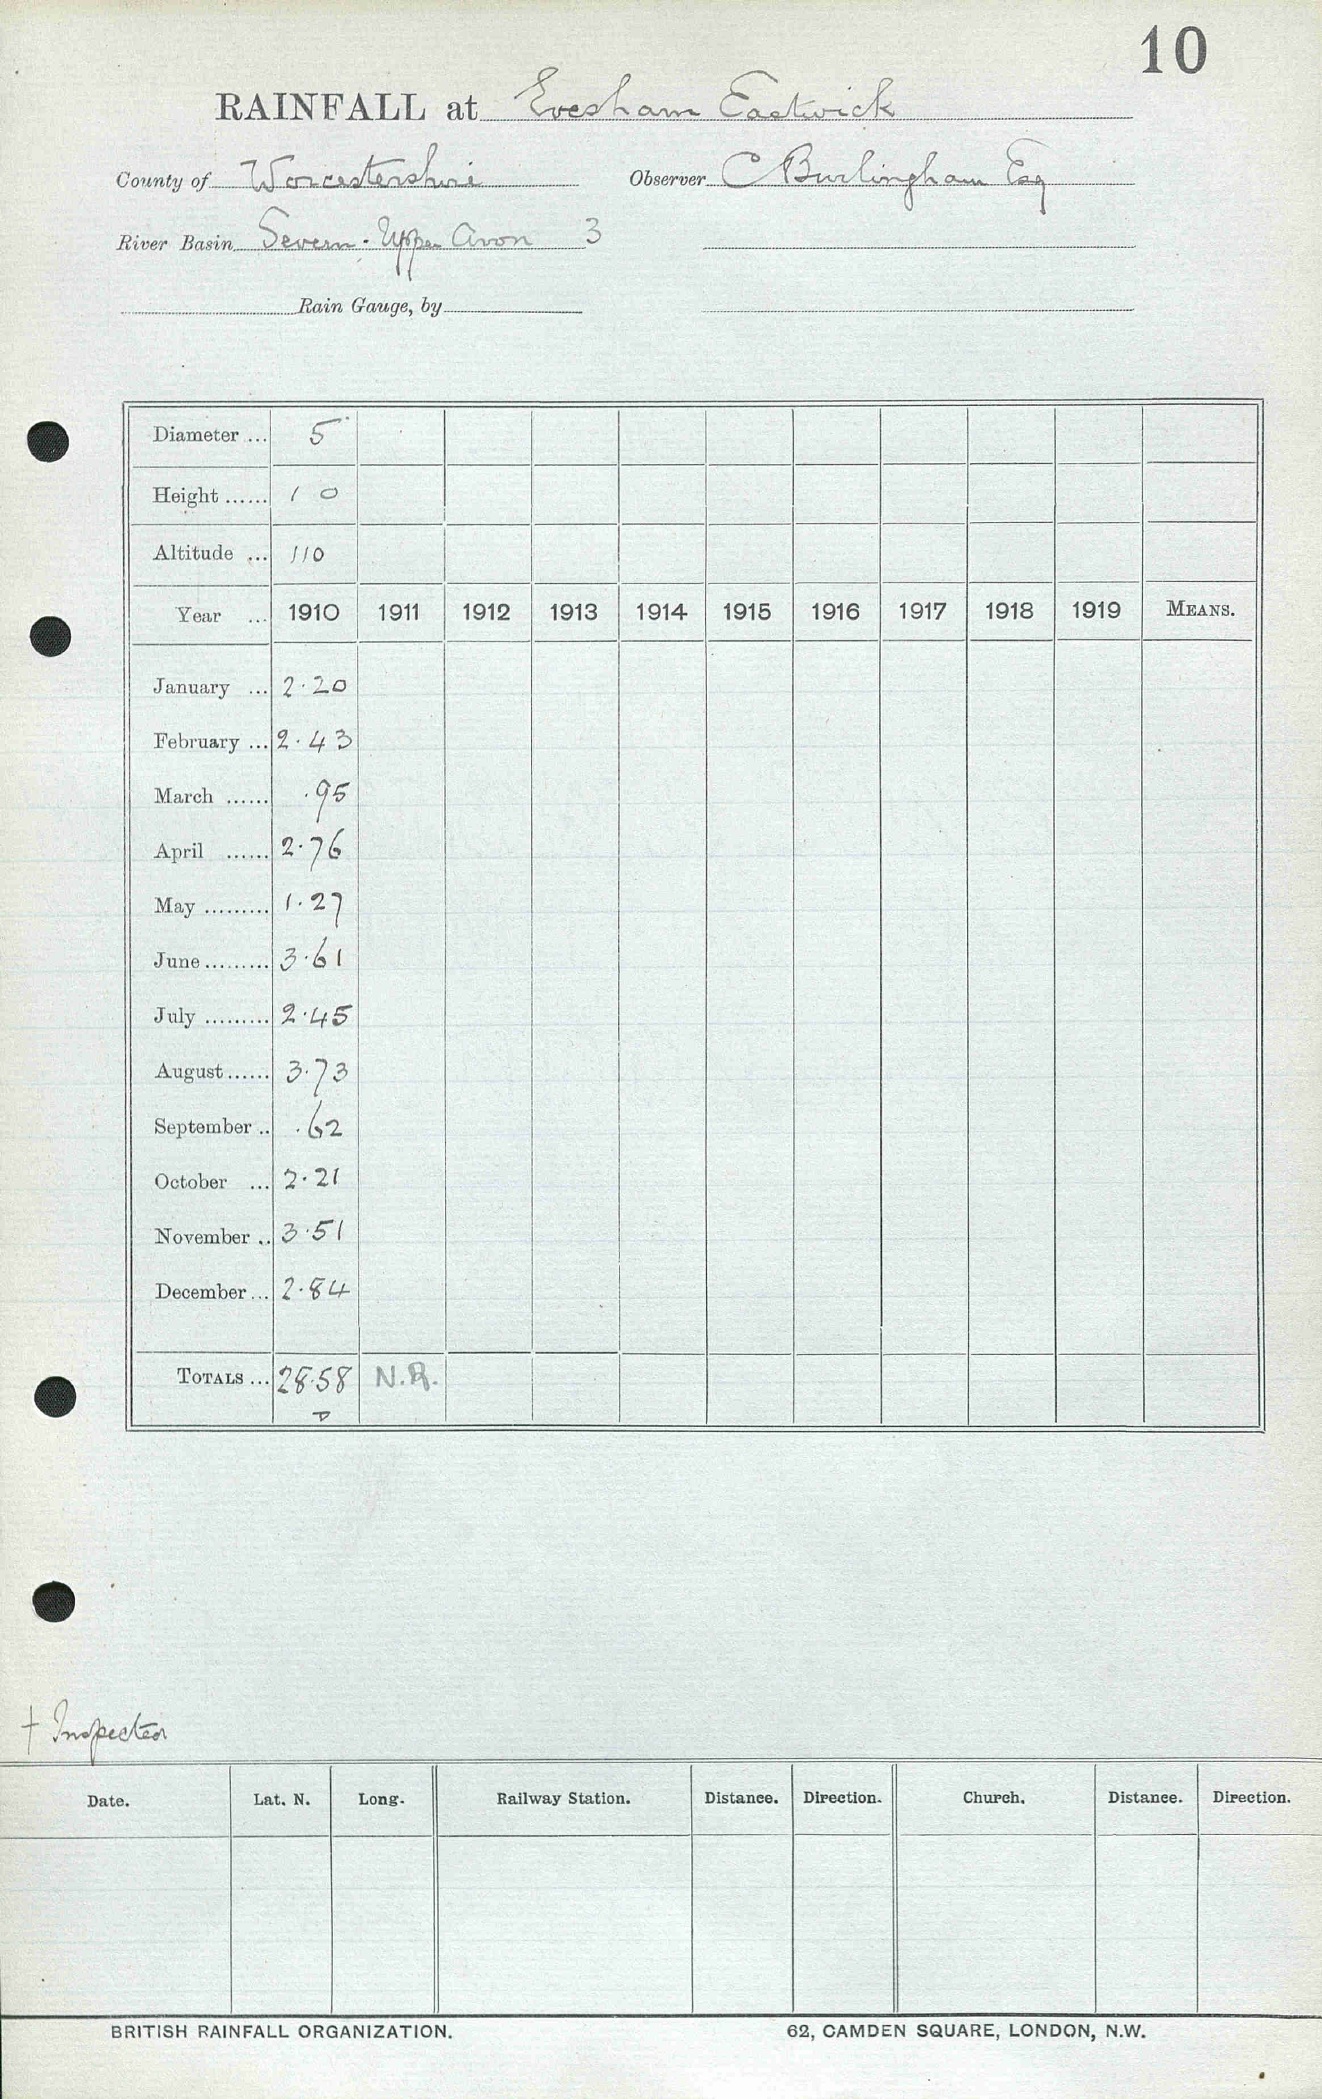 10
RAINFALL at Evesham Eastwick
County of Worcestershire Observer C Burlingham Esq
River Basin Severn - Upper Avon 3
Rain Gauge, by
Diameter ... 5
Height ...... 1 0
Altitude ... 110
Year ... 1910 1911 1912 1913 1914 1915 1916 1917 1918 1919 MEANS.
January ... 2.20
February ... 2.43
March ...... .95
April ...... 2.76
May ......... 1.27
June ......... 3.61
July ......... 2.45
August ...... 3.73
September .. .62
October ... 2.21
November .. 3.51
December ... 2.84
TOTALS ... 28.58 N.R.
† Inspected
Date. Lat. N. Long. Railway Station. Distance. Direction. Church. Distance. Direction.
BRITISH RAINFALL ORGANIZATION. 62, CAMDEN SQUARE, LONDON, N.W.